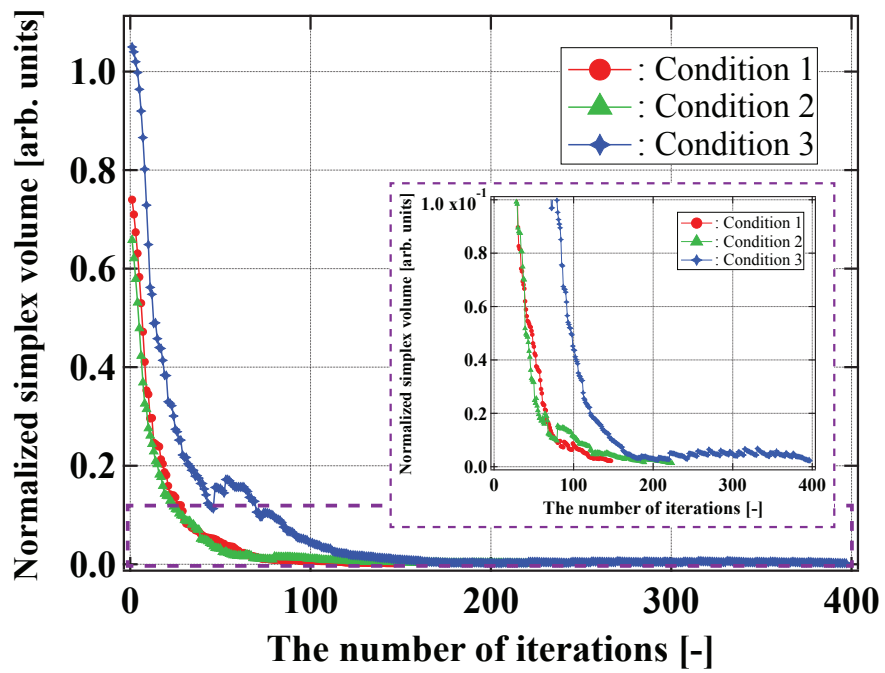 Normalized simplex volume [arb. units]
1.0
0.8
0.6
0.4
0.2
0.0
: Condition 1
: Condition 2
: Condition 3
Normalized simplex volume [arb. units]
1.0 x10-1
0.8
0.6
0.4
0.2
0.0
: Condition 1
: Condition 2
: Condition 3
0
100
200
300
400
The number of iterations [-]
0
100
200
300
400
The number of iterations [-]